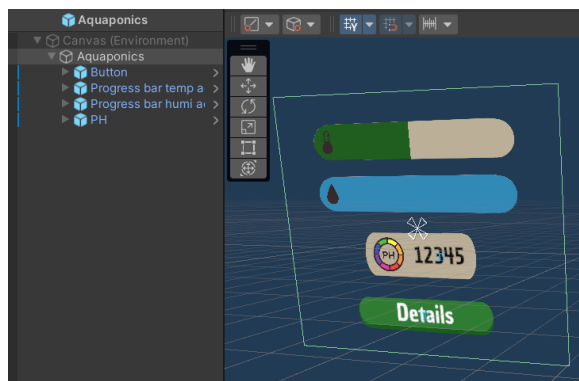 Aquaponics
Canvas (Environment)
Aquaponics
Button
Progress bar temp a
Progress bar humi a
PH
PH 12345
Details